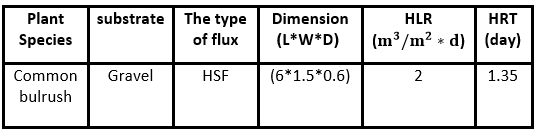 Plant Species substrate The type of flux Dimension (L*W*D) HLR (m³/m² * d) HRT (day)
Common bulrush Gravel HSF (6*1.5*0.6) 2 1.35